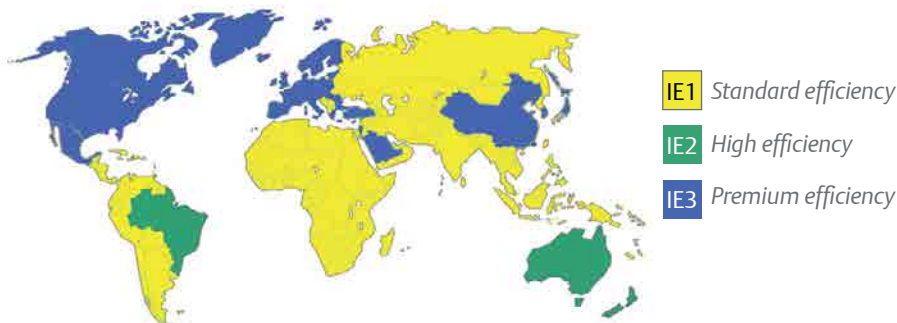 IE1 Standard efficiency
IE2 High efficiency
IE3 Premium efficiency